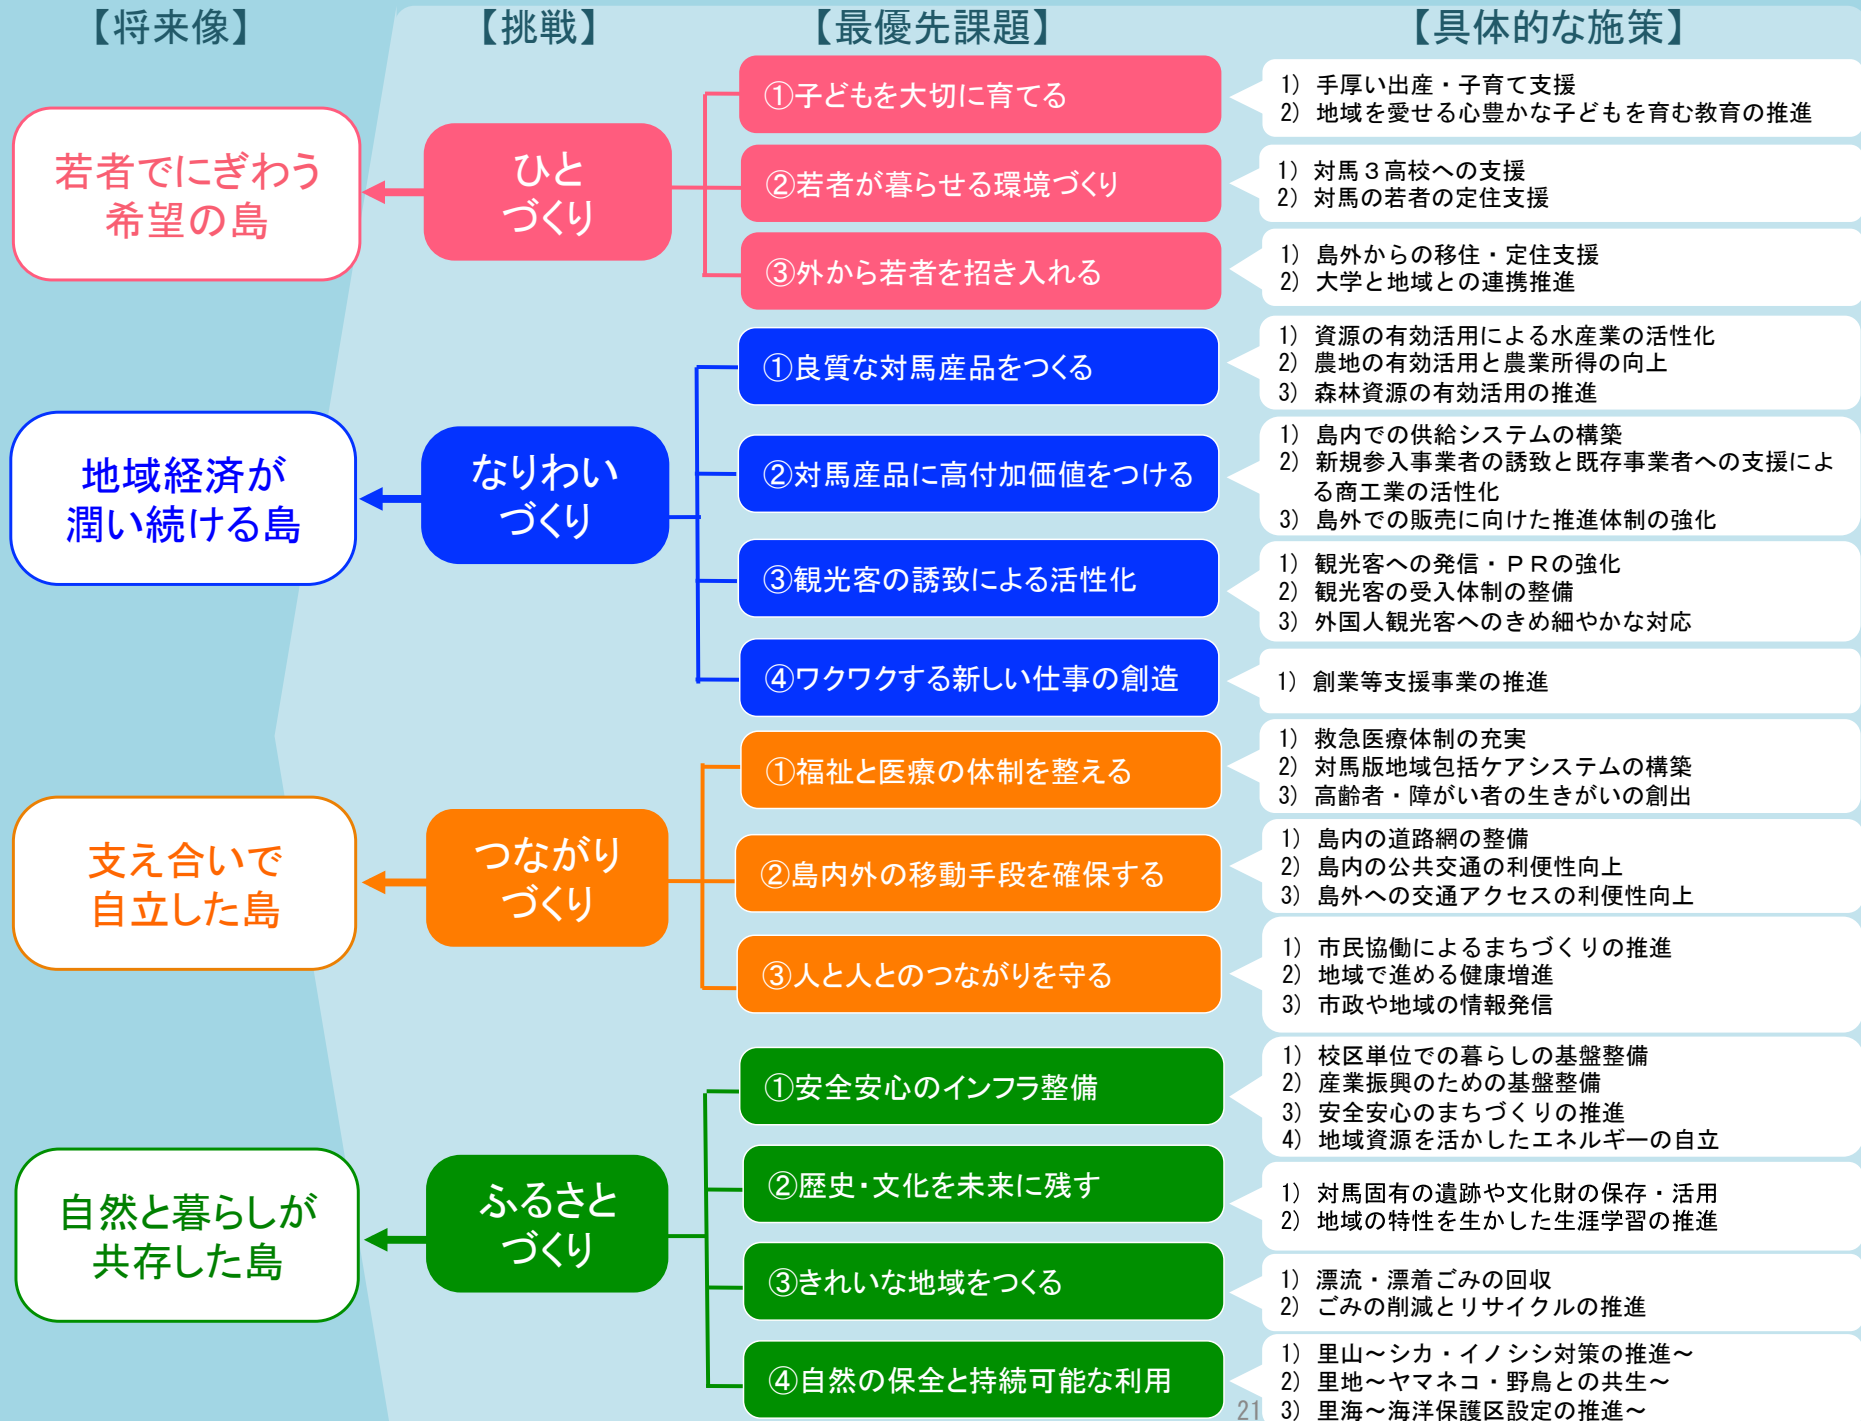 【将来像】
【挑戦】
【最優先課題】
【具体的な施策】
若者でにぎわう
希望の島
ひと
づくり
①子どもを大切に育てる
1) 手厚い出産・子育て支援
2) 地域を愛せる心豊かな子どもを育む教育の推進
②若者が暮らせる環境づくり
1) 対馬３高校への支援
2) 対馬の若者の定住支援
③外から若者を招き入れる
1) 島外からの移住・定住支援
2) 大学と地域との連携推進
地域経済が
潤い続ける島
なりわい
づくり
①良質な対馬産品をつくる
1) 資源の有効活用による水産業の活性化
2) 農地の有効活用と農業所得の向上
3) 森林資源の有効活用の推進
②対馬産品に高付加価値をつける
1) 島内での供給システムの構築
2) 新規参入事業者の誘致と既存事業者への支援によ
る商工業の活性化
3) 島外での販売に向けた推進体制の強化
③観光客の誘致による活性化
1) 観光客への発信・ＰＲの強化
2) 観光客の受入体制の整備
3) 外国人観光客へのきめ細やかな対応
④ワクワクする新しい仕事の創造
1) 創業等支援事業の推進
支え合いで
自立した島
つながり
づくり
①福祉と医療の体制を整える
1) 救急医療体制の充実
2) 対馬版地域包括ケアシステムの構築
3) 高齢者・障がい者の生きがいの創出
②島内外の移動手段を確保する
1) 島内の道路網の整備
2) 島内の公共交通の利便性向上
3) 島外への交通アクセスの利便性向上
③人と人とのつながりを守る
1) 市民協働によるまちづくりの推進
2) 地域で進める健康増進
3) 市政や地域の情報発信
自然と暮らしが
共存した島
ふるさと
づくり
①安全安心のインフラ整備
1) 校区単位での暮らしの基盤整備
2) 産業振興のための基盤整備
3) 安全安心のまちづくりの推進
4) 地域資源を活かしたエネルギーの自立
②歴史・文化を未来に残す
1) 対馬固有の遺跡や文化財の保存・活用
2) 地域の特性を生かした生涯学習の推進
③きれいな地域をつくる
1) 漂流・漂着ごみの回収
2) ごみの削減とリサイクルの推進
④自然の保全と持続可能な利用
1) 里山～シカ・イノシシ対策の推進～
2) 里地～ヤマネコ・野鳥との共生～
3) 里海～海洋保護区設定の推進～
21